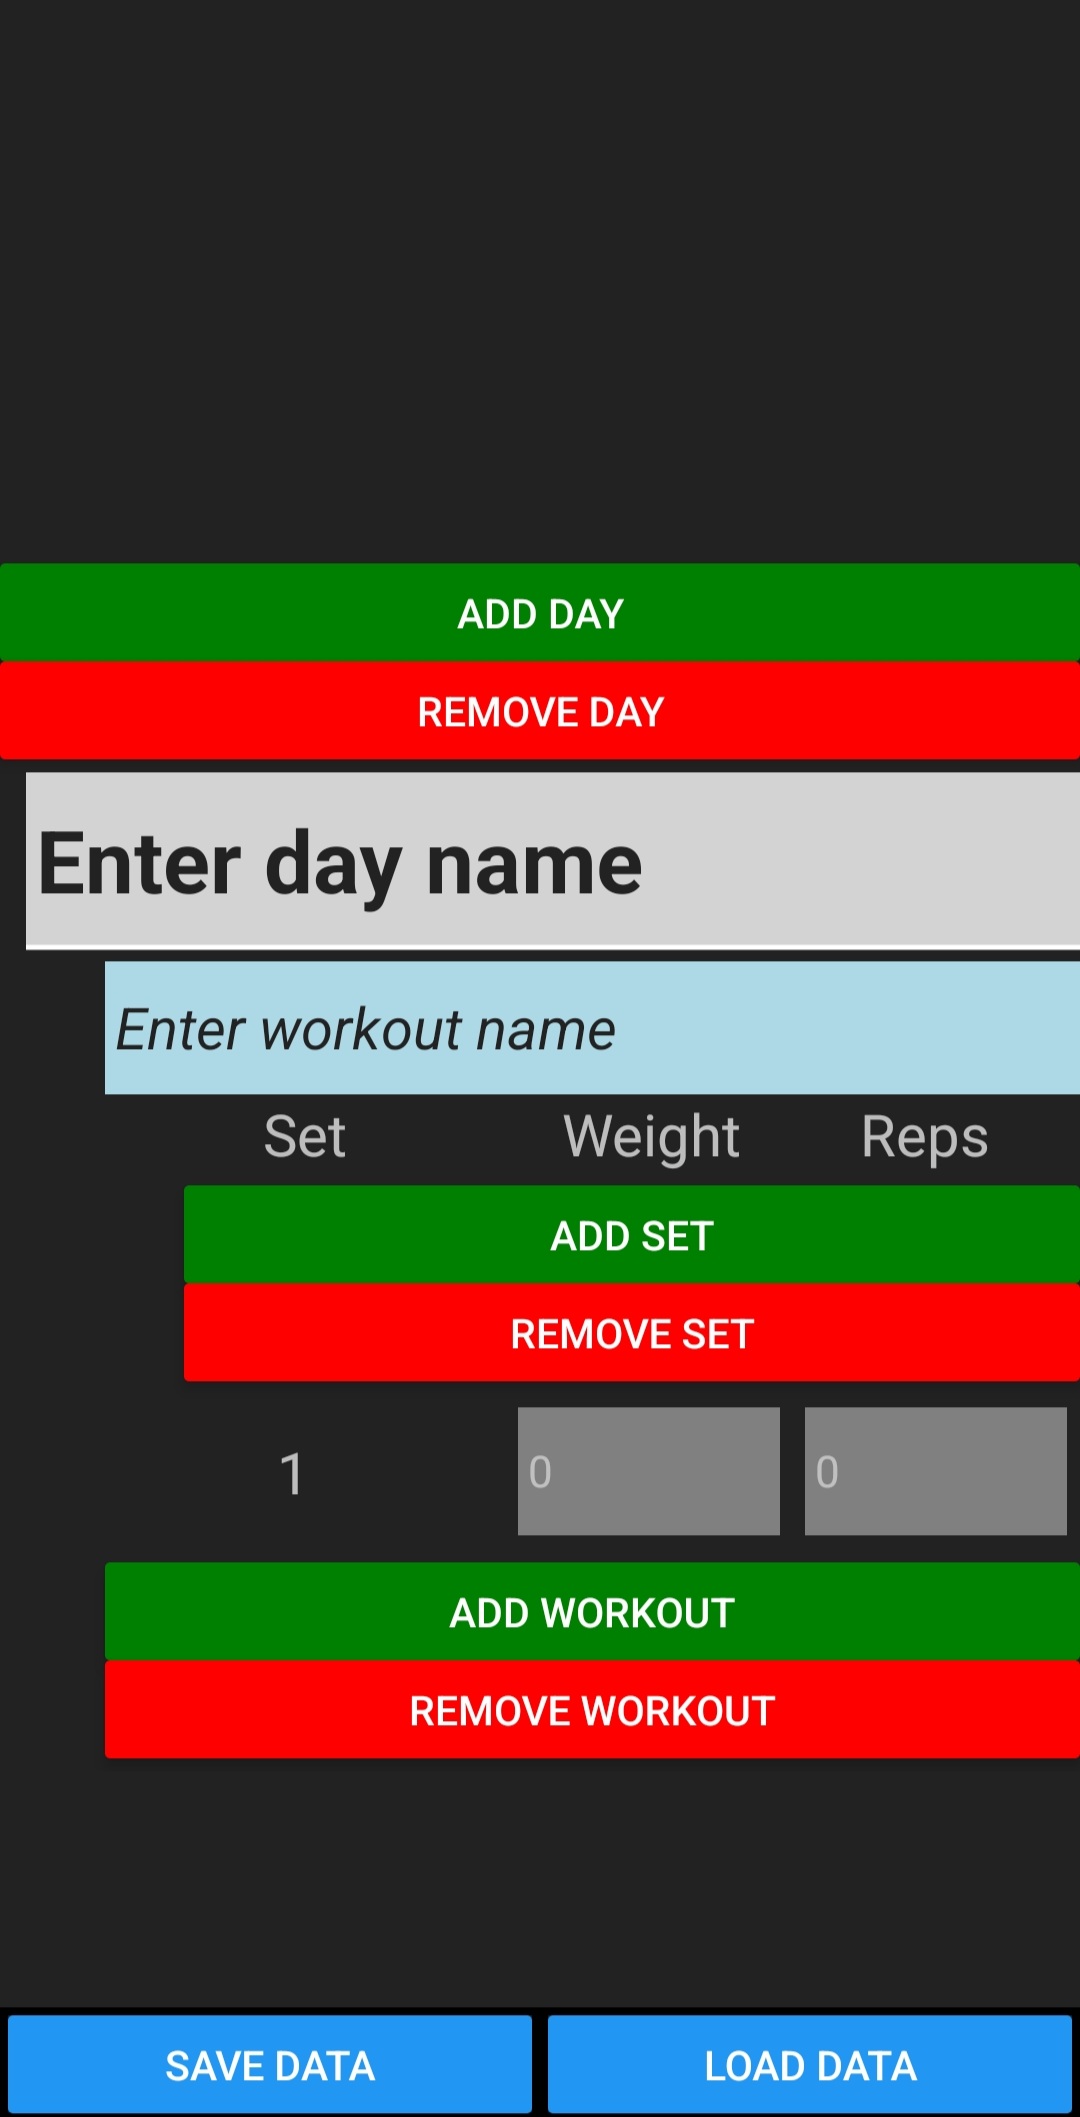 ADD DAY
REMOVE DAY
Enter day name
Enter workout name
Set Weight Reps
ADD SET
REMOVE SET
1 0 0
ADD WORKOUT
REMOVE WORKOUT
SAVE DATA LOAD DATA